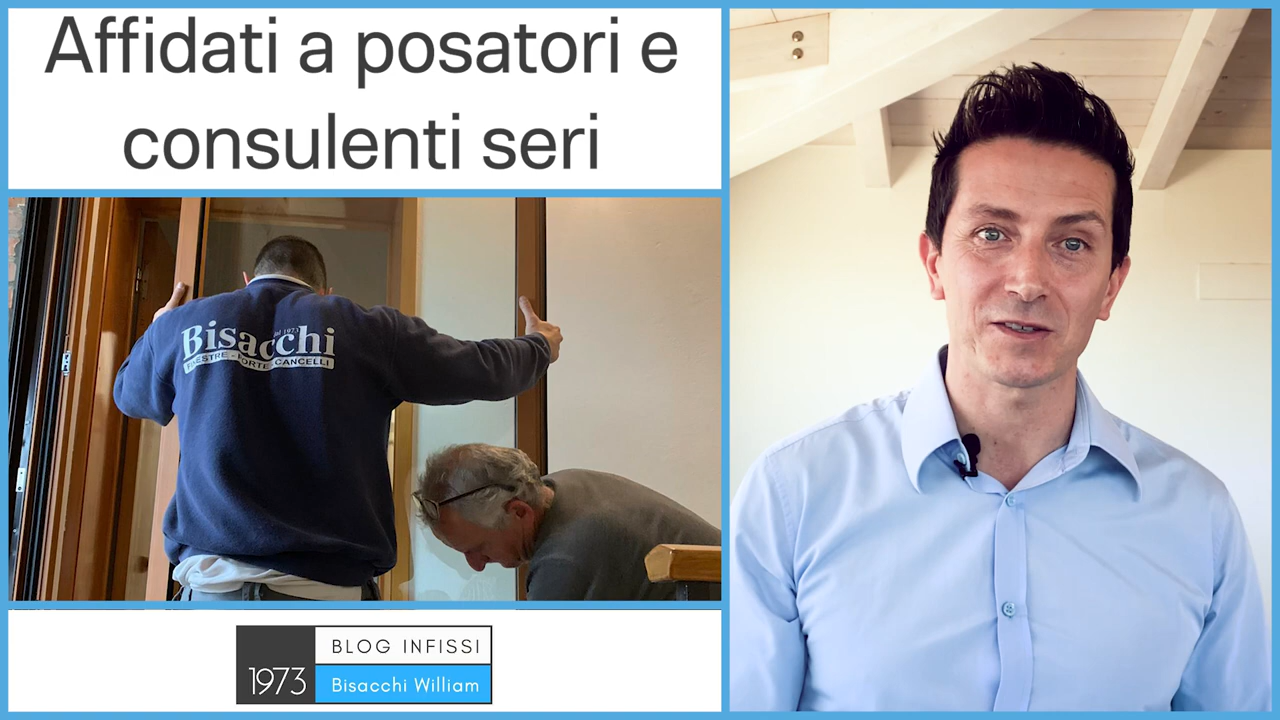 Affidati a posatori e
consulenti seri
Bisacchi
dal 1973
FINESTRE - PORTE - CANCELLI
1973
BLOG INFISSI
Bisacchi William